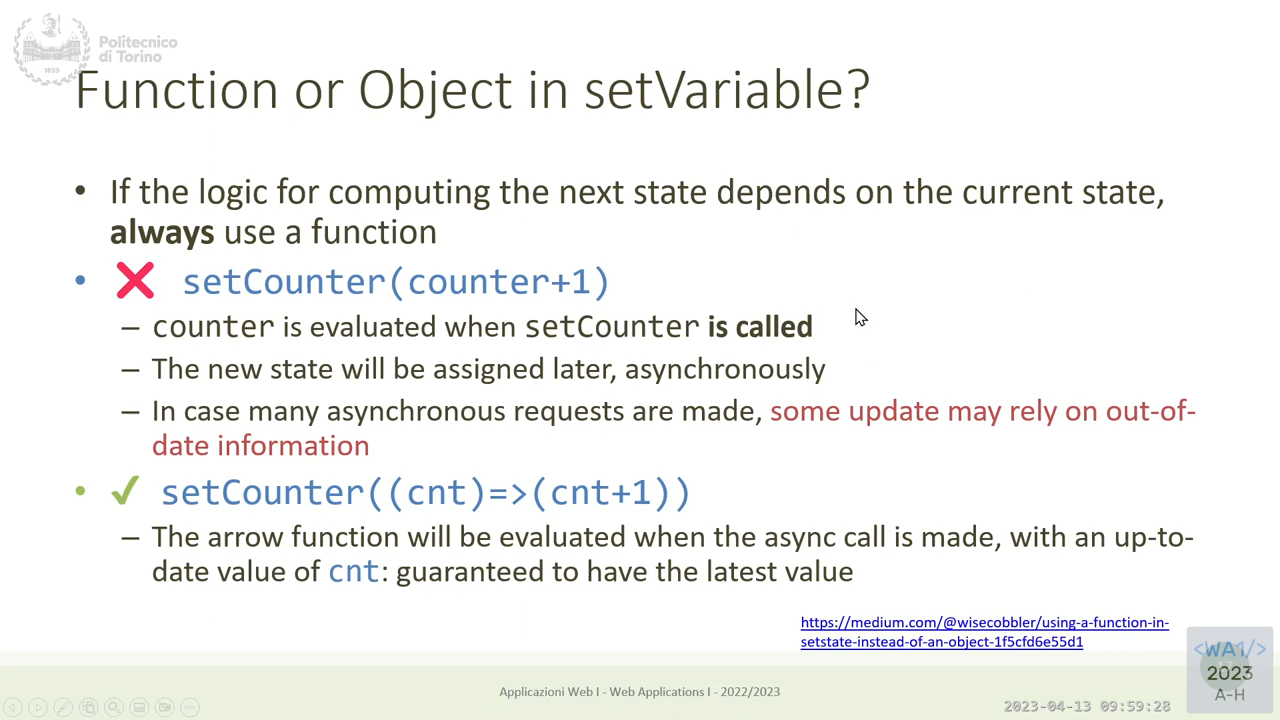 Politecnico
di Torino
1859
Function or Object in setVariable?
• If the logic for computing the next state depends on the current state,
always use a function
• ❌ setCounter(counter+1)
– counter is evaluated when setCounter is called
– The new state will be assigned later, asynchronously
– In case many asynchronous requests are made, some update may rely on out-of-
date information
• ✔ setCounter((cnt)=>(cnt+1))
– The arrow function will be evaluated when the async call is made, with an up-to-
date value of cnt: guaranteed to have the latest value
https://medium.com/@wisecobbler/using-a-function-in-
setstate-instead-of-an-object-1f5cfd6e55d1
Applicazioni Web I - Web Applications I - 2022/2023
<WA1/>
2023
A-H
2023-04-13 09:59:28